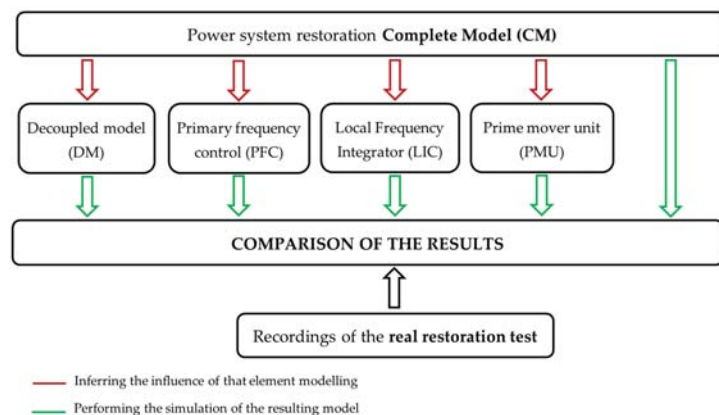 Power system restoration Complete Model (CM)
Decoupled model
(DM)
Primary frequency
control (PFC)
Local Frequency
Integrator (LIC)
Prime mover unit
(PMU)
COMPARISON OF THE RESULTS
Recordings of the real restoration test
Inferring the influence of that element modelling
Performing the simulation of the resulting model